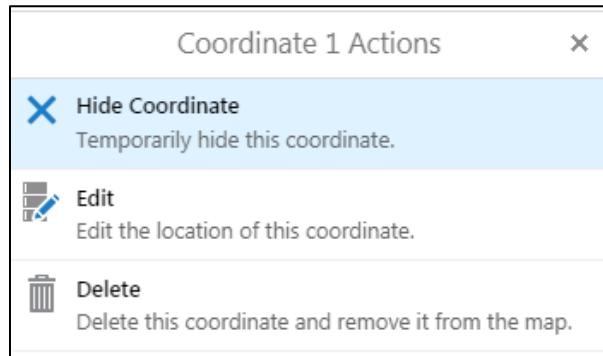 Coordinate 1 Actions
Hide Coordinate
Temporarily hide this coordinate.
Edit
Edit the location of this coordinate.
Delete
Delete this coordinate and remove it from the map.